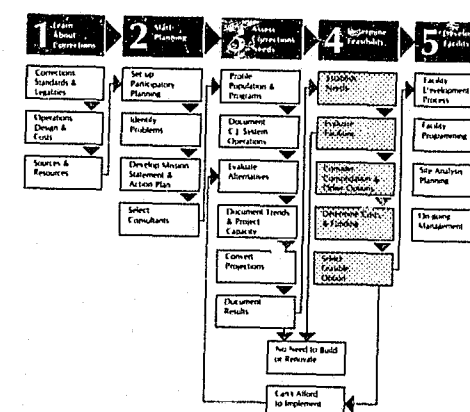 1 Learn
About
Corrections
2 Start
Planning
Assess
Corrections
Needs
4 Determine
Feasibility
5 Develop
Facility
Corrections
Standards &
Legalities
Operations
Design &
Costs
Sources &
Resources
Set up
Participatory
Planning
Identify
Problems
Develop Mission
Statement &
Action Plan
Select
Consultants
Profile
Population &
Programs
Document
C J System
Operations
Evaluate
Alternatives
Document Trends
& Project
Capacity
Convert
Projections
Document
Results
Establish
Needs
Evaluate
Facilities
Consider
Consolidation &
Other Options
Determine Costs
& Funding
Select
Feasible
Option
No Need to Build
or Renovate
Can't Afford
to Implement
Facility
Development
Process
Facility
Programming
Site Analysis
Planning
On-going
Management